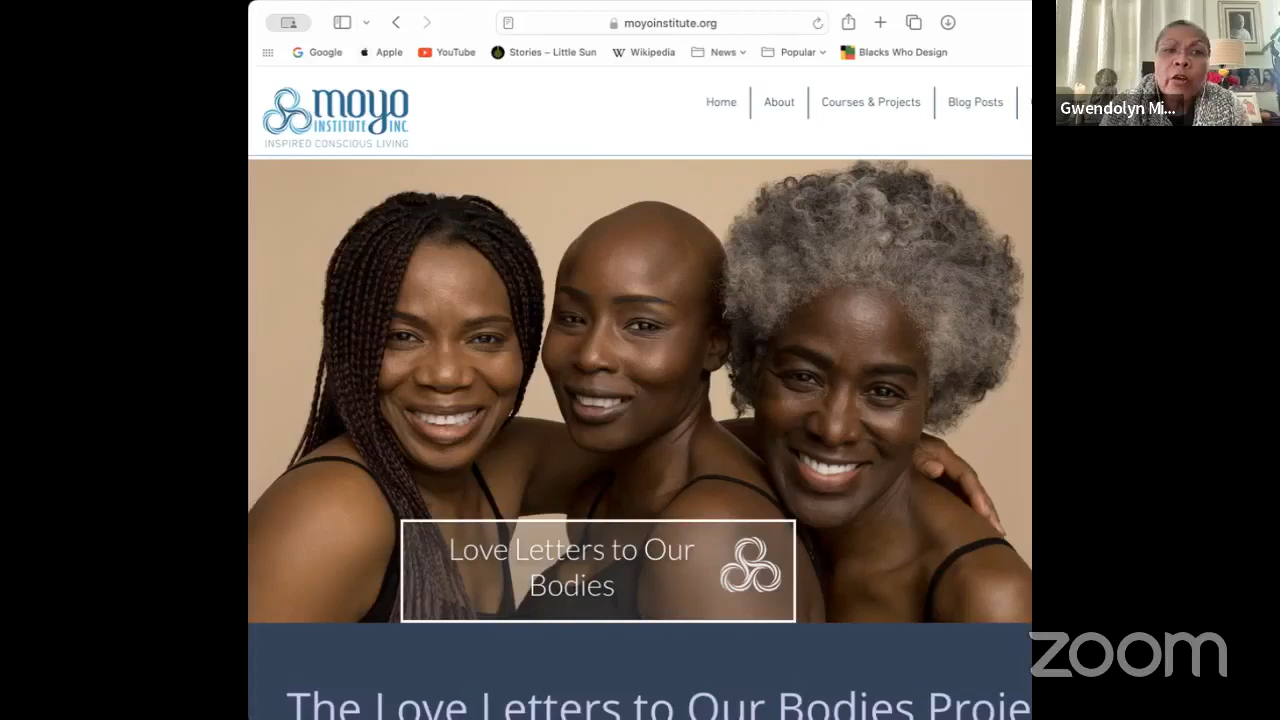 moyoinstitute.org
Google
Apple
YouTube
Stories – Little Sun
Wikipedia
News
Popular
Blacks Who Design
moyo
INSTITUTE INC.
INSPIRED CONSCIOUS LIVING
Home
About
Courses & Projects
Blog Posts
Gwendolyn Mi...
Love Letters to Our
Bodies
zoom
The Love Letters to Our Bodies Proje